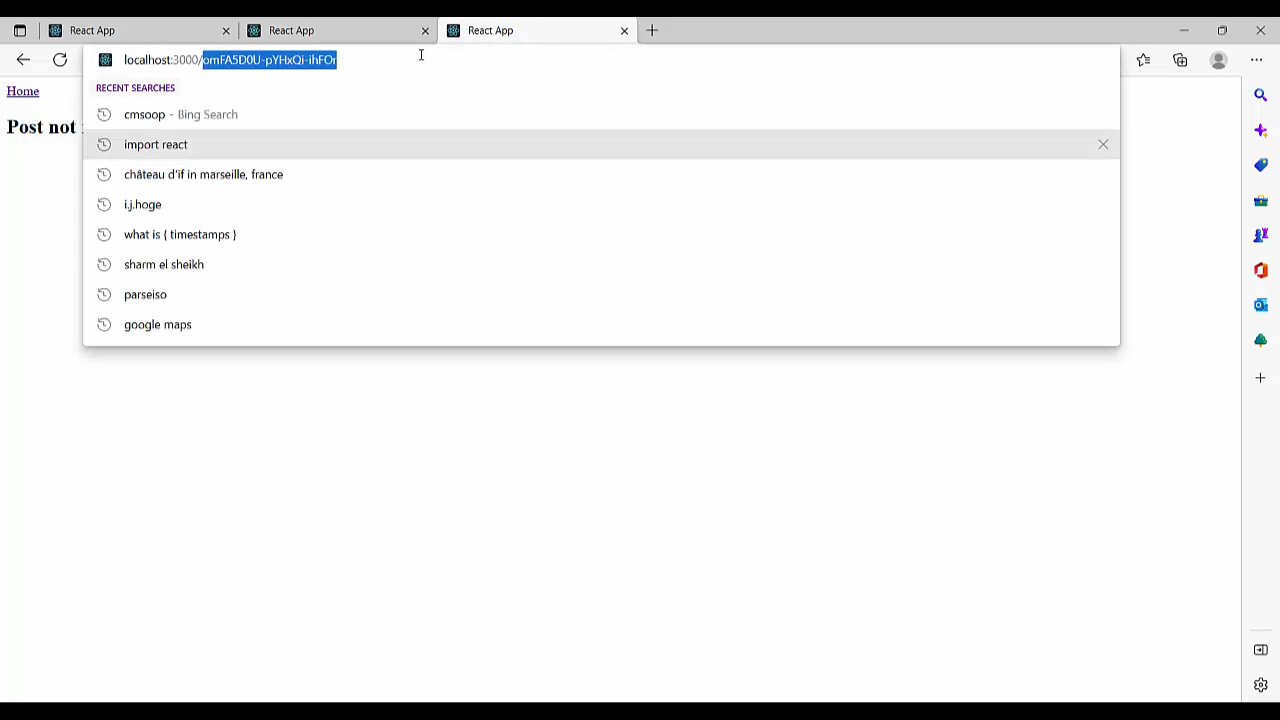 React App
React App
React App
localhost:3000/omFA5D0U-pYHxQi-ihFOr
Home
RECENT SEARCHES
cmsoop - Bing Search
Post not
import react
château d'if in marseille, france
i.j.hoge
what is { timestamps }
sharm el sheikh
parseiso
google maps